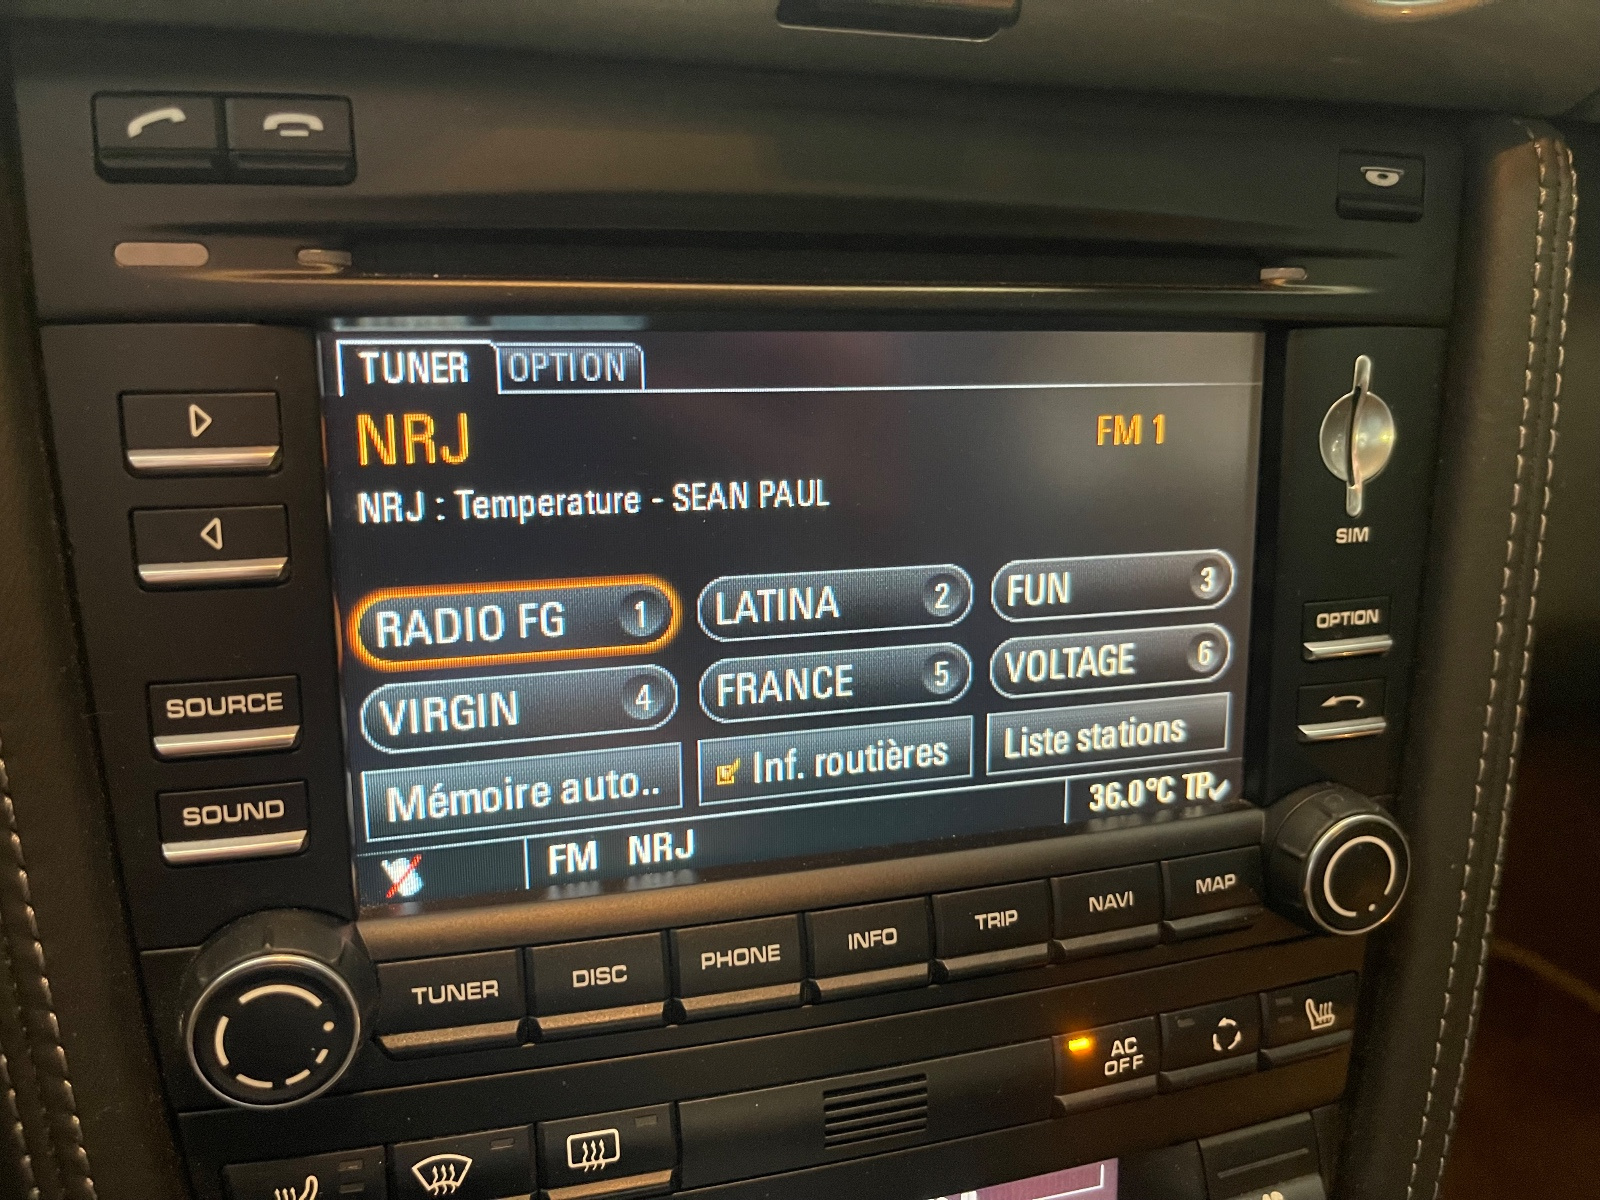 TUNER OPTION
NRJ FM 1
NRJ : Temperature - SEAN PAUL
SIM
RADIO FG 1 LATINA 2 FUN 3
OPTION
VIRGIN 4 FRANCE 5 VOLTAGE 6
SOURCE
Mémoire auto.. Inf. routières Liste stations
36.0°C TP
SOUND
FM NRJ
TUNER DISC PHONE INFO TRIP NAVI MAP
AC
OFF